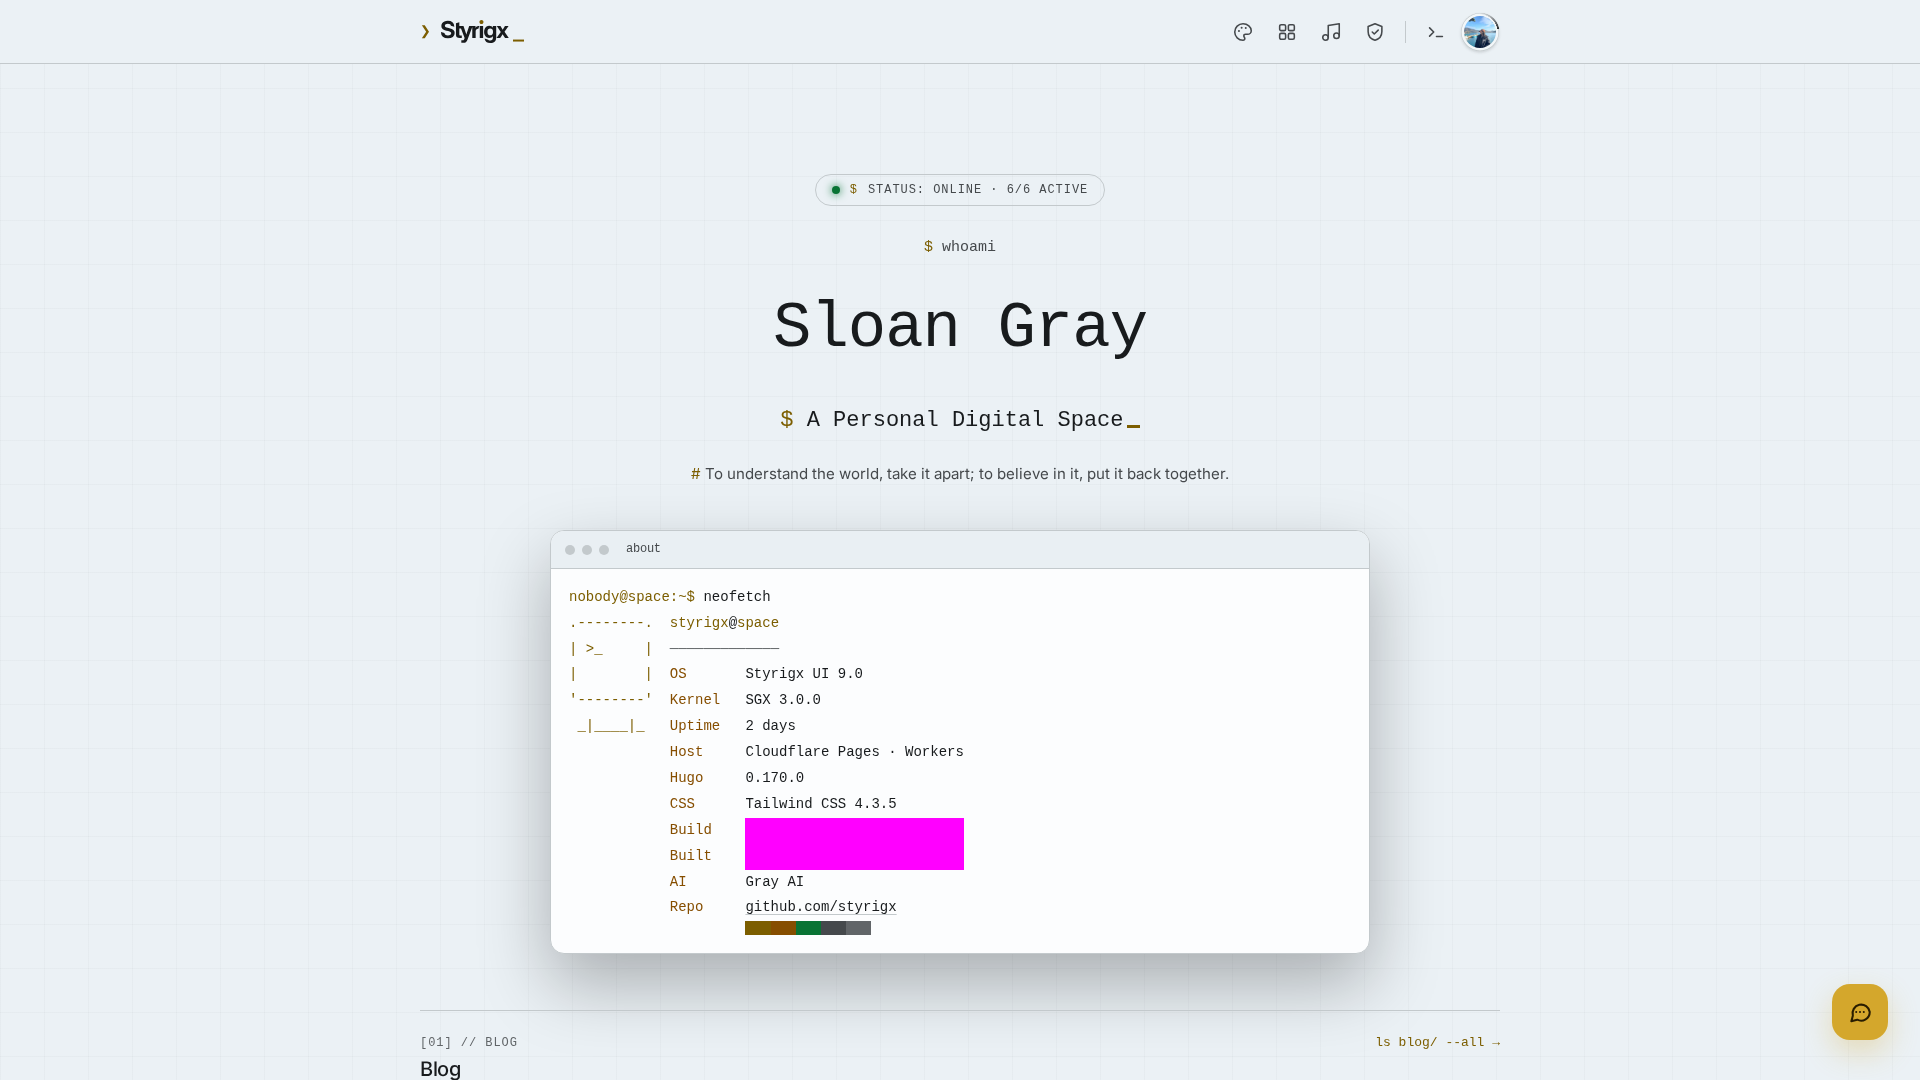 ❯ Styrigx _
$ STATUS: ONLINE · 6/6 ACTIVE
$ whoami
Sloan Gray
$ A Personal Digital Space_
# To understand the world, take it apart; to believe in it, put it back together.
about
nobody@space:~$ neofetch
.--------. styrigx@space
| >_     | ─────────────
|        | OS Styrigx UI 9.0
'--------' Kernel SGX 3.0.0
_|____|_ Uptime 2 days
Host Cloudflare Pages · Workers
Hugo 0.170.0
CSS Tailwind CSS 4.3.5
Build
Built
AI Gray AI
Repo github.com/styrigx
[01] // BLOG
ls blog/ --all →
Blog